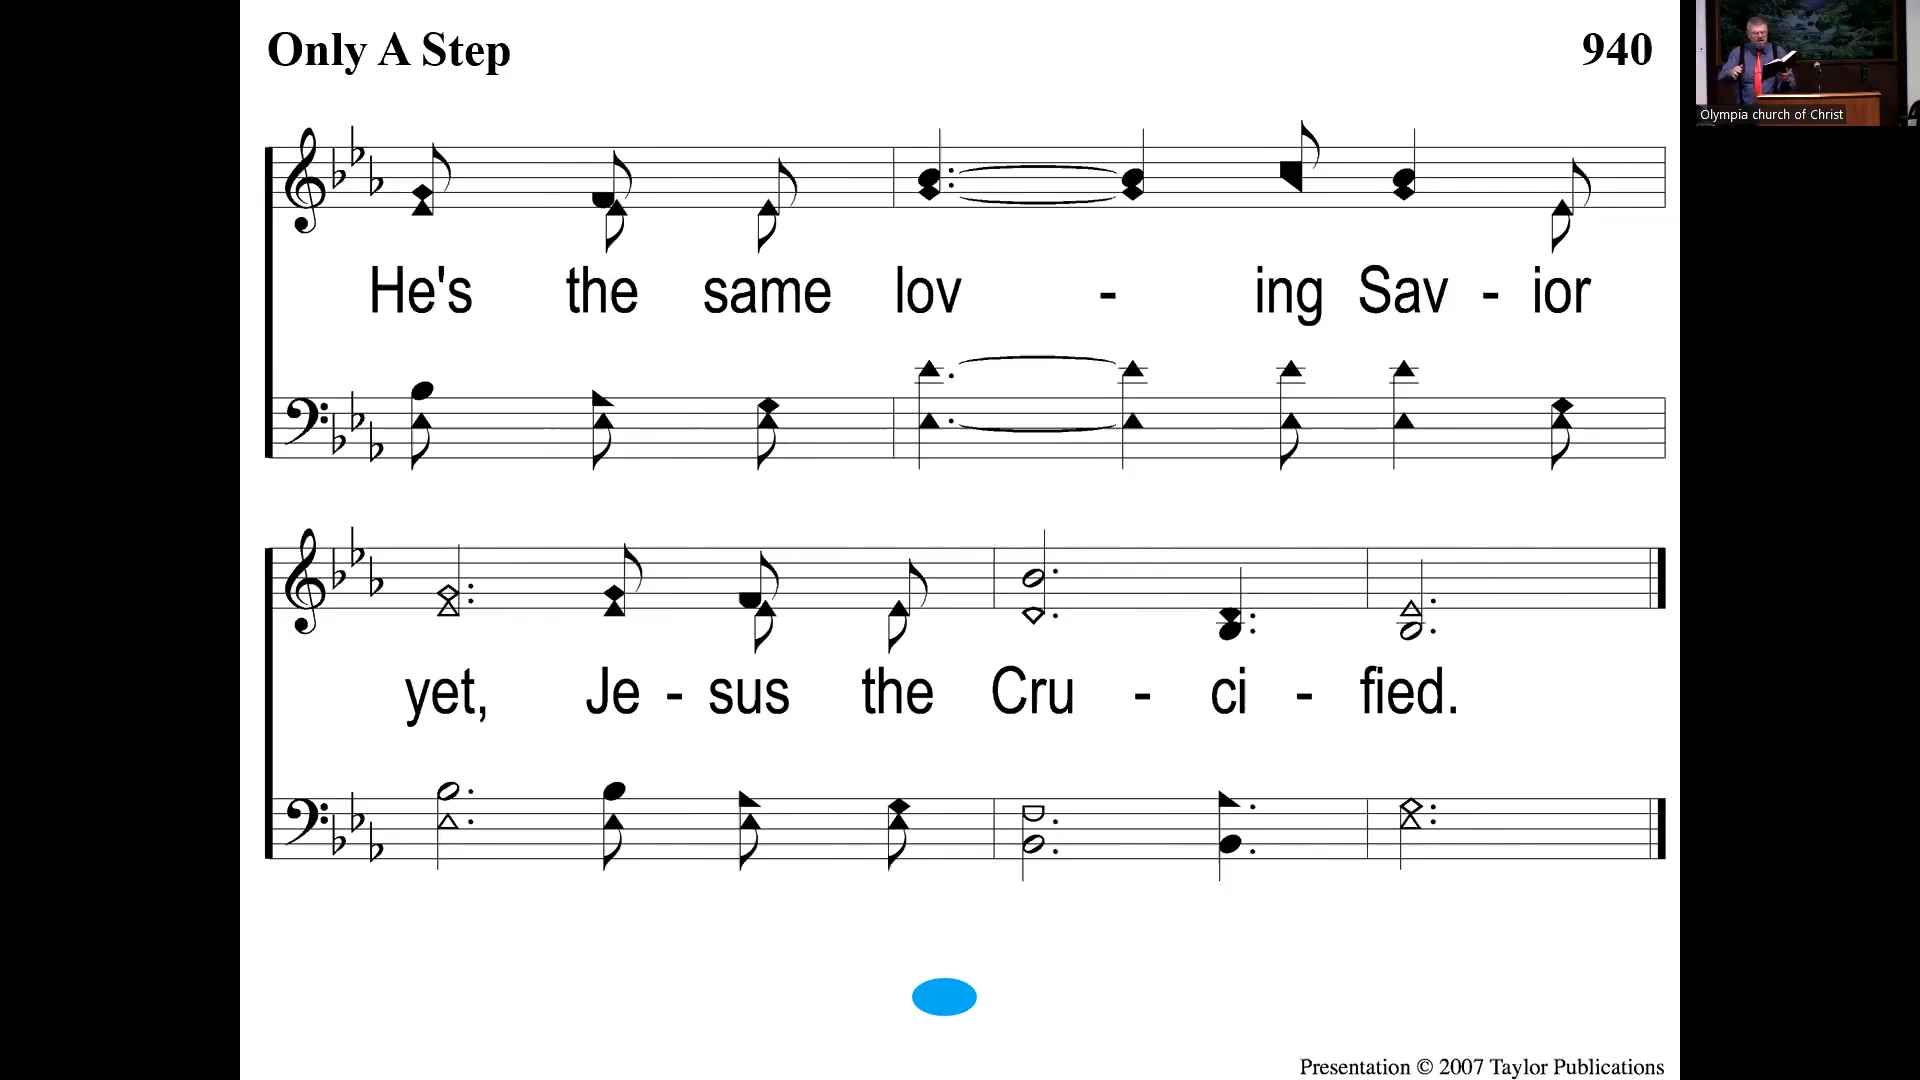 Only A Step
940
Olympia church of Christ
He's the same lov - ing Sav - ior
yet, Je - sus the Cru - ci - fied.
Presentation © 2007 Taylor Publications